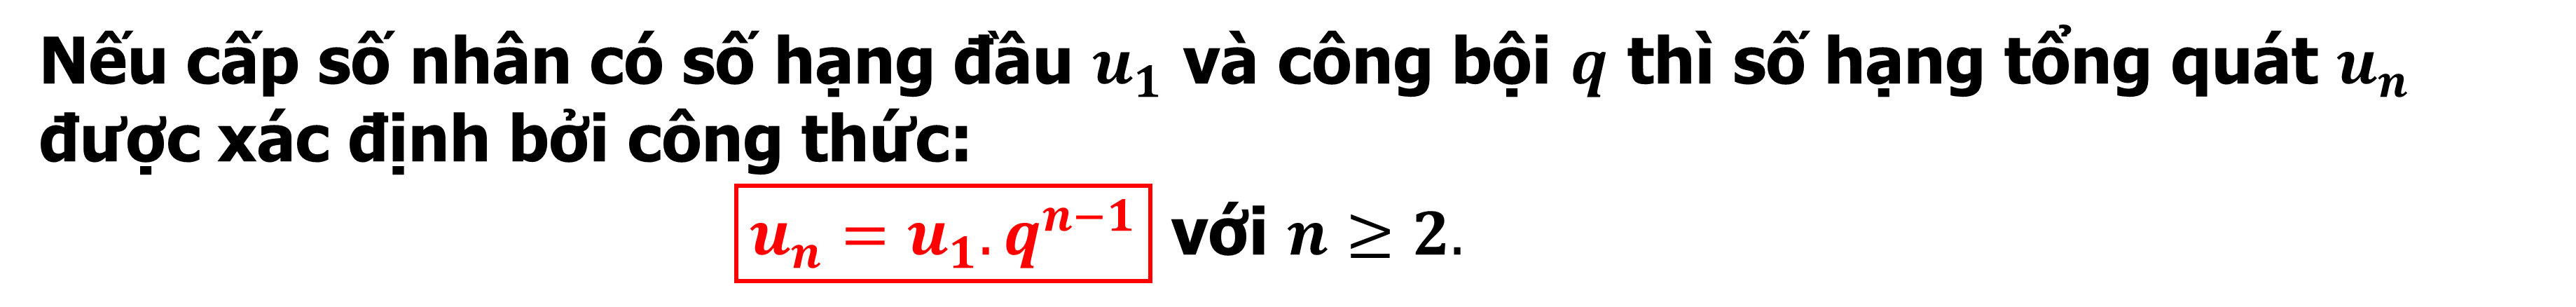 Nếu cấp số nhân có số hạng đầu u₁ và công bội q thì số hạng tổng quát uₙ
được xác định bởi công thức:
uₙ = u₁. qⁿ⁻¹ với n ≥ 2.